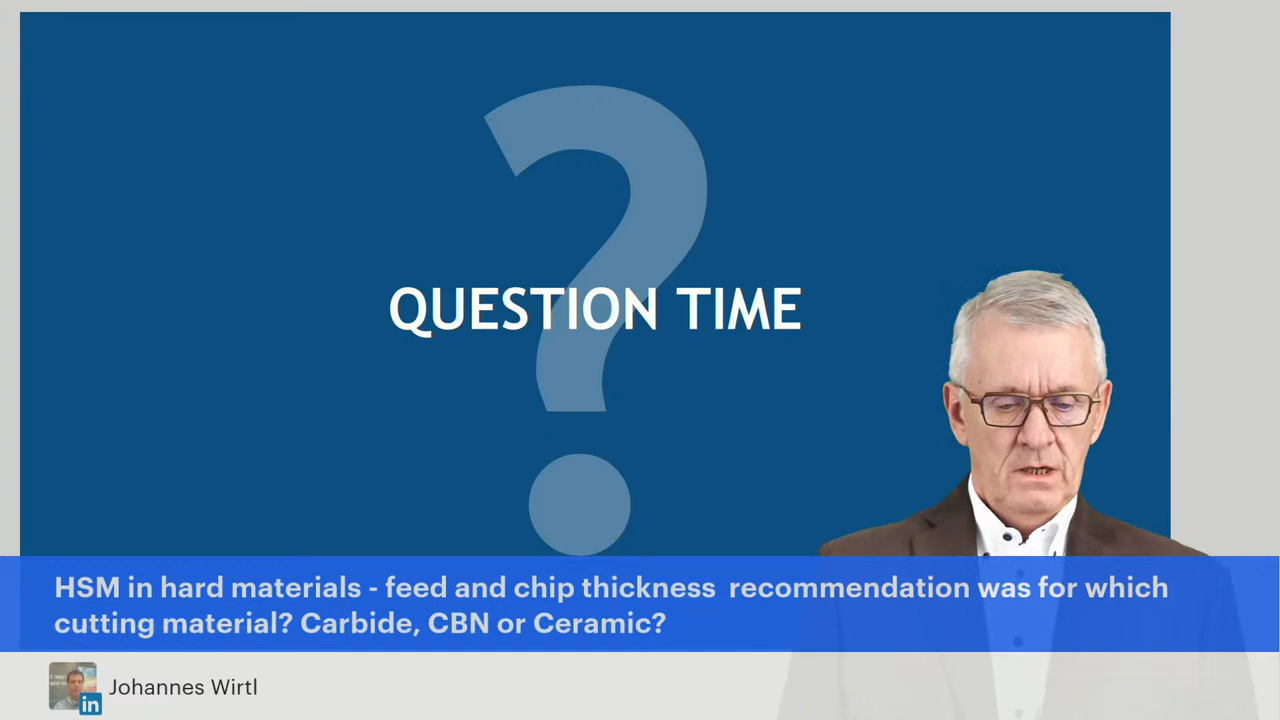 ?
QUESTION TIME
HSM in hard materials - feed and chip thickness recommendation was for which
cutting material? Carbide, CBN or Ceramic?
in
Johannes Wirtl